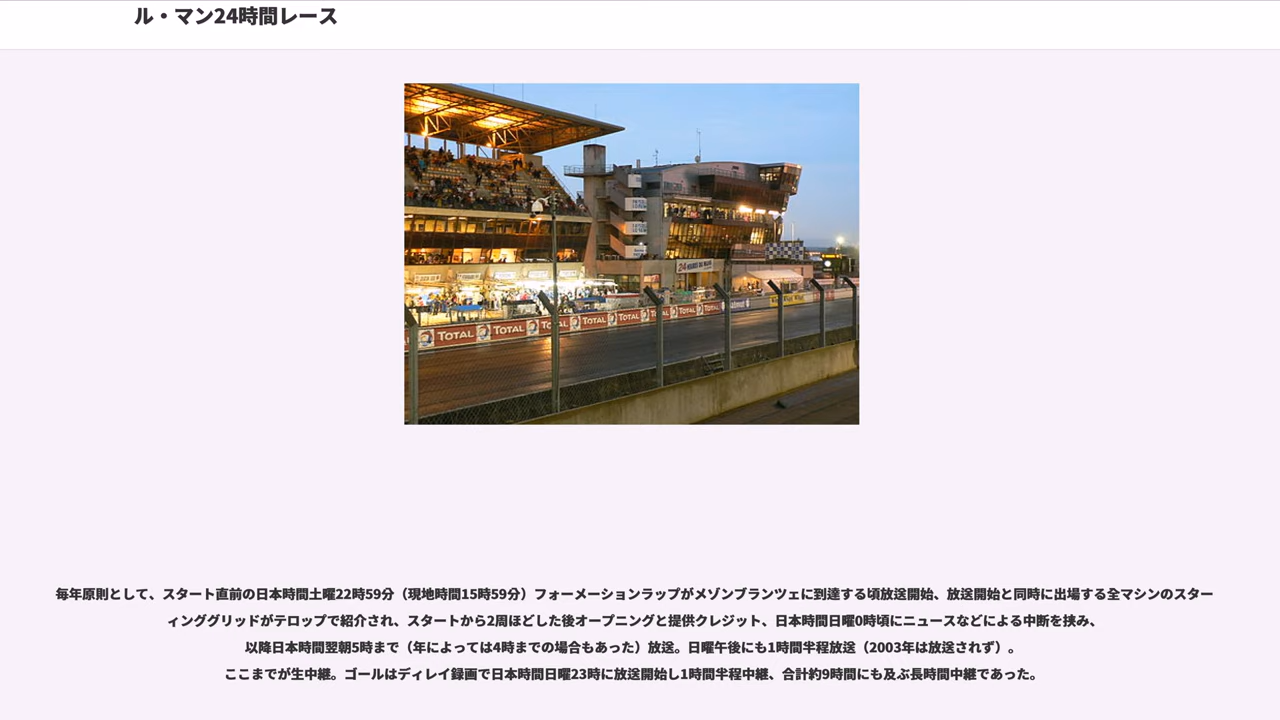 ル・マン24時間レース
24 HEURES DU MANS
TOTAL TOTAL TOTAL TOTAL TOTAL TOTAL
毎年原則として、スタート直前の日本時間土曜22時59分（現地時間15時59分）フォーメーションラップがメゾンブランツェに到達する頃放送開始、放送開始と同時に出場する全マシンのスター
ィンググリッドがテロップで紹介され、スタートから2周ほどした後オープニングと提供クレジット、日本時間日曜0時頃にニュースなどによる中断を挟み、
以降日本時間翌朝5時まで（年によっては4時までの場合もあった）放送。日曜午後にも1時間半程放送（2003年は放送されず）。
ここまでが生中継。ゴールはディレイ録画で日本時間日曜23時に放送開始し1時間半程中継、合計約9時間にも及ぶ長時間中継であった。